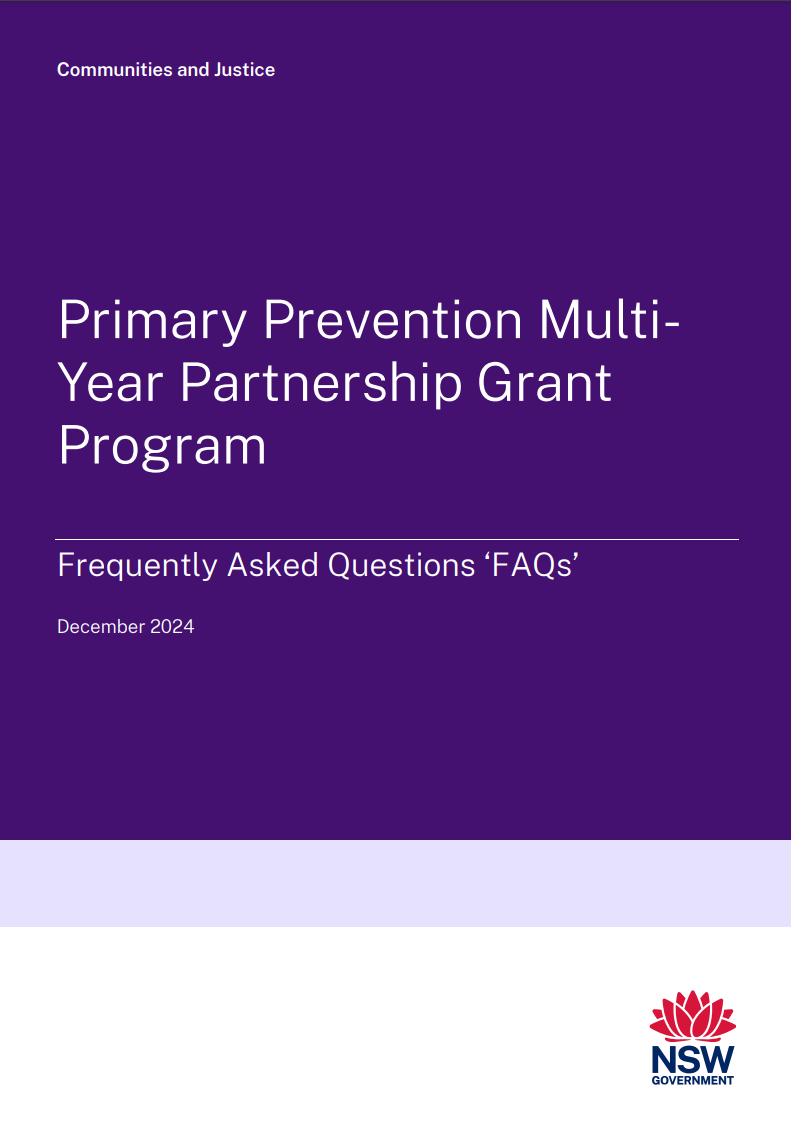 Communities and Justice
Primary Prevention Multi-
Year Partnership Grant
Program
Frequently Asked Questions ‘FAQs’
December 2024
NSW
GOVERNMENT